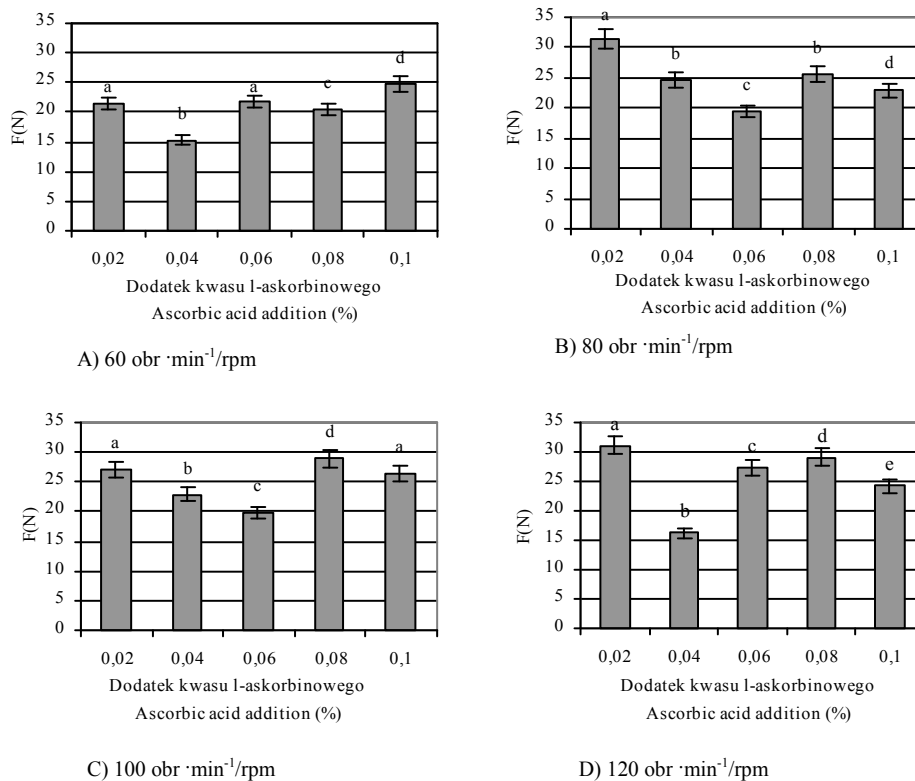 35
30
25
20
15
10
5
0
F(N)
a
b
a
c
d
0,02 0,04 0,06 0,08 0,1
Dodatek kwasu l-askorbinowego
Ascorbic acid addition (%)
A) 60 obr ·min-1/rpm
35
30
25
20
15
10
5
0
F(N)
a
b
c
b
d
0,02 0,04 0,06 0,08 0,1
Dodatek kwasu l-askorbinowego
Ascorbic acid addition (%)
B) 80 obr ·min-1/rpm
35
30
25
20
15
10
5
0
F(N)
a
b
c
d
a
0,02 0,04 0,06 0,08 0,1
Dodatek kwasu l-askorbinowego
Ascorbic acid addition (%)
C) 100 obr ·min-1/rpm
35
30
25
20
15
10
5
0
F(N)
a
b
c
d
e
0,02 0,04 0,06 0,08 0,1
Dodatek kwasu l-askorbinowego
Ascorbic acid addition (%)
D) 120 obr ·min-1/rpm